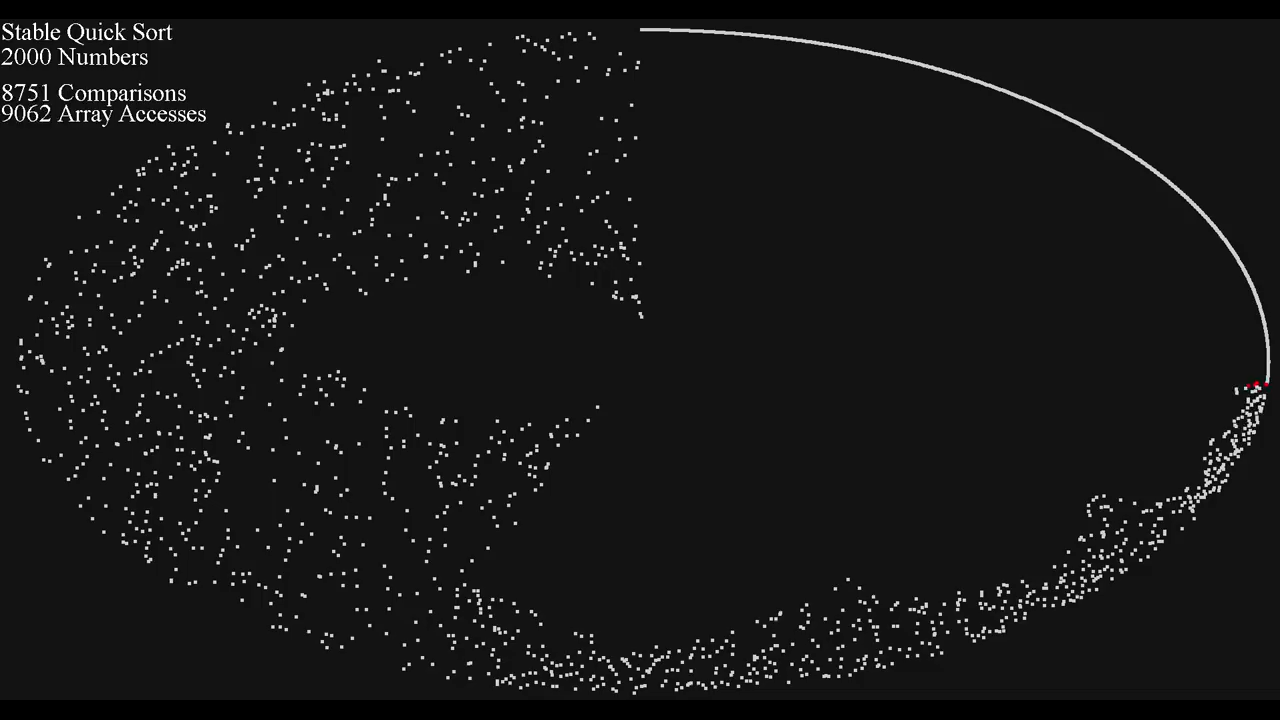 Stable Quick Sort
2000 Numbers
8751 Comparisons
9062 Array Accesses